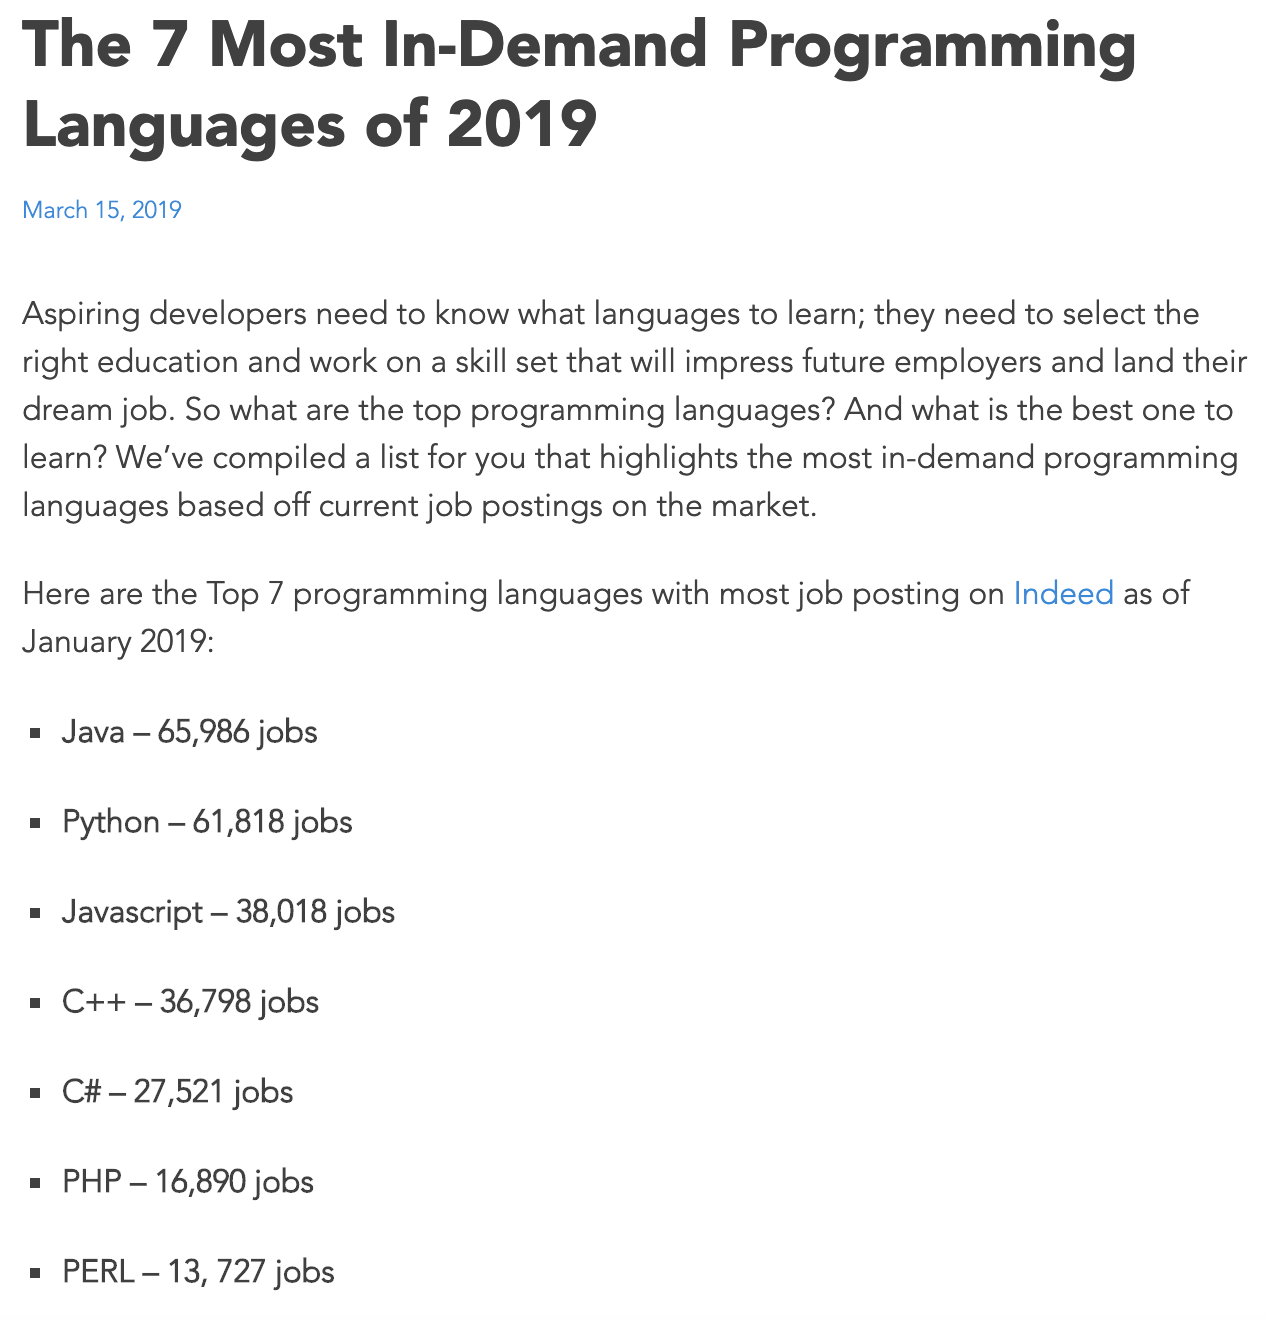 The 7 Most In-Demand Programming
Languages of 2019
March 15, 2019
Aspiring developers need to know what languages to learn; they need to select the
right education and work on a skill set that will impress future employers and land their
dream job. So what are the top programming languages? And what is the best one to
learn? We’ve compiled a list for you that highlights the most in-demand programming
languages based off current job postings on the market.
Here are the Top 7 programming languages with most job posting on Indeed as of
January 2019:
▪ Java – 65,986 jobs
▪ Python – 61,818 jobs
▪ Javascript – 38,018 jobs
▪ C++ – 36,798 jobs
▪ C# – 27,521 jobs
▪ PHP – 16,890 jobs
▪ PERL – 13, 727 jobs